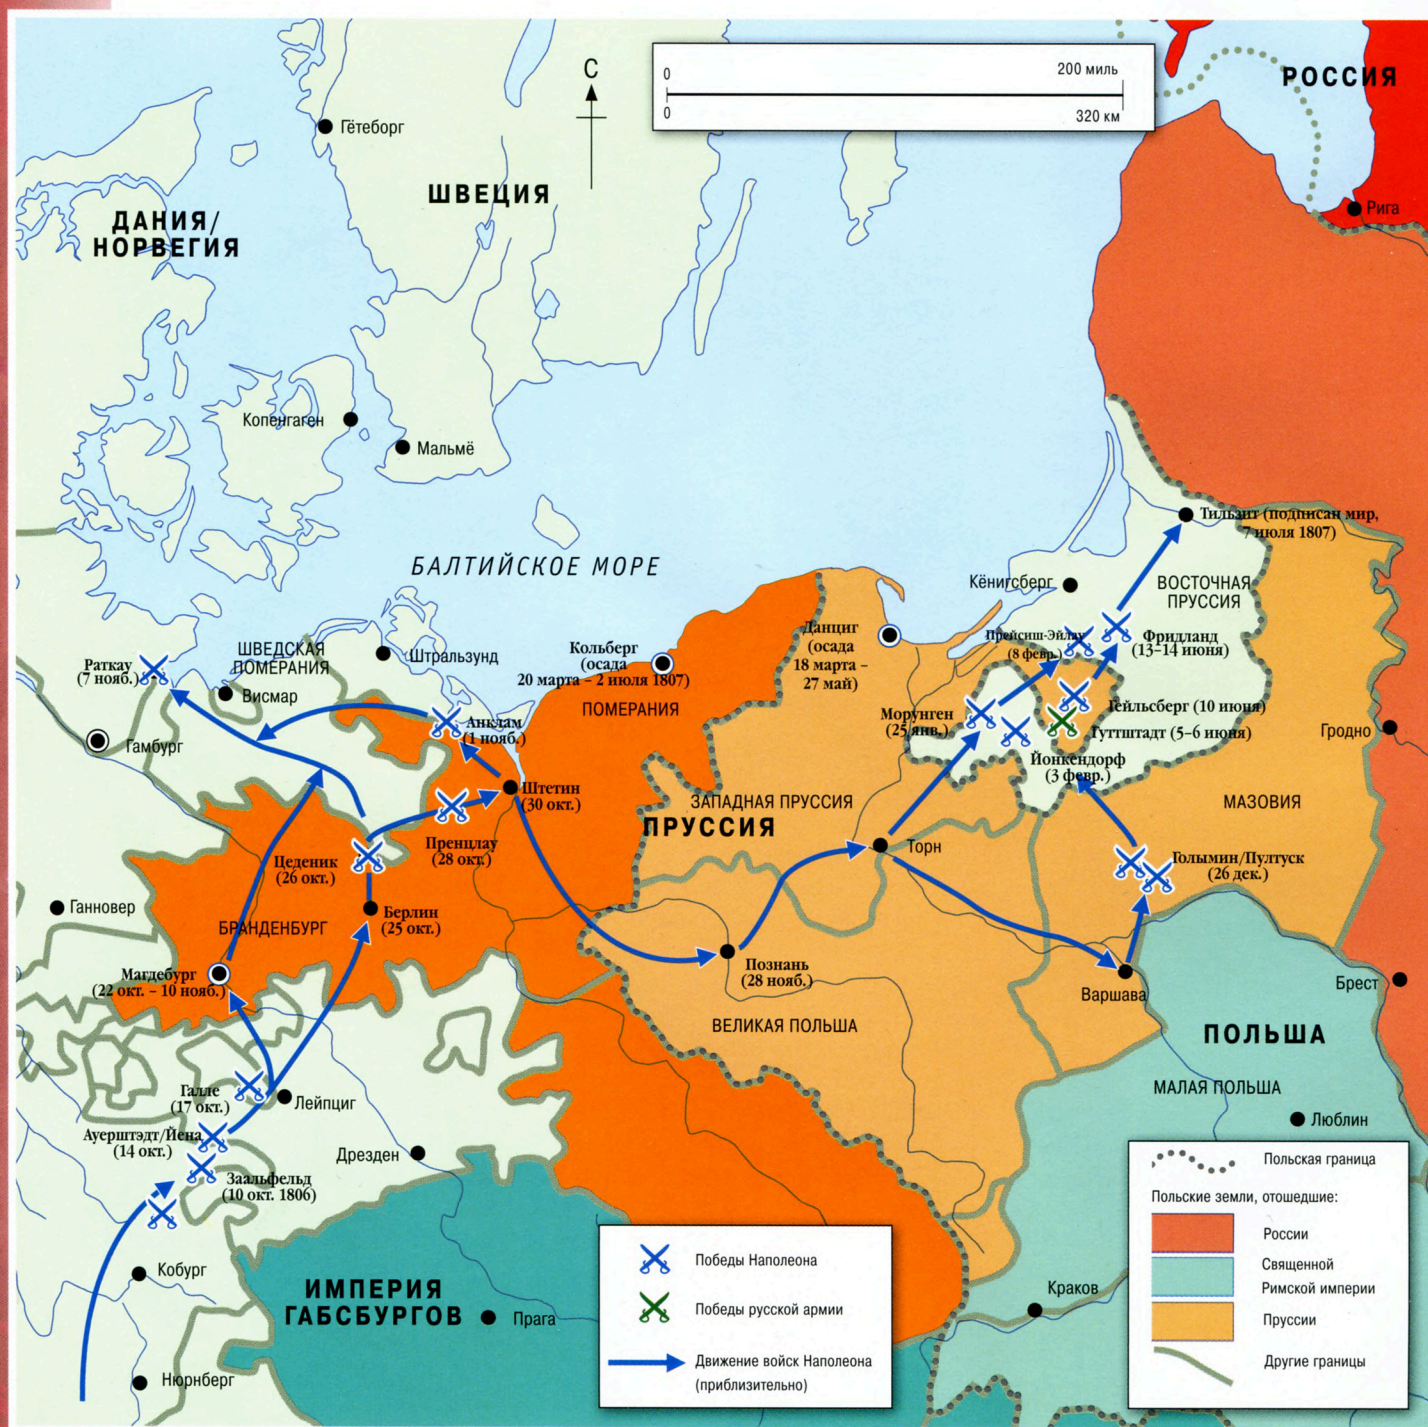 С
0
200 миль
0
320 км
РОССИЯ
Рига
Гётеборг
ШВЕЦИЯ
ДАНИЯ/
НОРВЕГИЯ
Копенгаген
Мальмё
БАЛТИЙСКОЕ МОРЕ
Тильзит (подписан мир,
7 июля 1807)
Кёнигсберг
ВОСТОЧНАЯ
ПРУССИЯ
Прейсиш-Эйлау
(8 февр.)
Фридланд
(13–14 июня)
Данциг
(осада
18 марта –
27 май)
Кольберг
(осада
20 марта – 2 июля 1807)
ПОМЕРАНИЯ
ШВЕДСКАЯ
ПОМЕРАНИЯ
Штральзунд
Раткау
(7 нояб.)
Висмар
Гамбург
Анклам
(1 нояб.)
Морунген
(25 янв.)
Гейльсберг (10 июня)
Гуттштадт (5–6 июня)
Йонкендорф
(3 февр.)
Гродно
Штетин
(30 окт.)
ЗАПАДНАЯ ПРУССИЯ
ПРУССИЯ
МАЗОВИЯ
Пренцлау
(28 окт.)
Торн
Цеденик
(26 окт.)
Голымин/Пултуск
(26 дек.)
Ганновер
Берлин
(25 окт.)
БРАНДЕНБУРГ
Магдебург
(22 окт. – 10 нояб.)
Познань
(28 нояб.)
Варшава
Брест
ВЕЛИКАЯ ПОЛЬША
ПОЛЬША
МАЛАЯ ПОЛЬША
Люблин
Галле
(17 окт.)
Лейпциг
Ауерштэдт/Йена
(14 окт.)
Дрезден
Заальфельд
(10 окт. 1806)
Кобург
ИМПЕРИЯ
ГАБСБУРГОВ
Прага
Нюрнберг
Краков
Победы Наполеона
Победы русской армии
Движение войск Наполеона
(приблизительно)
Польская граница
Польские земли, отошедшие:
России
Священной
Римской империи
Пруссии
Другие границы